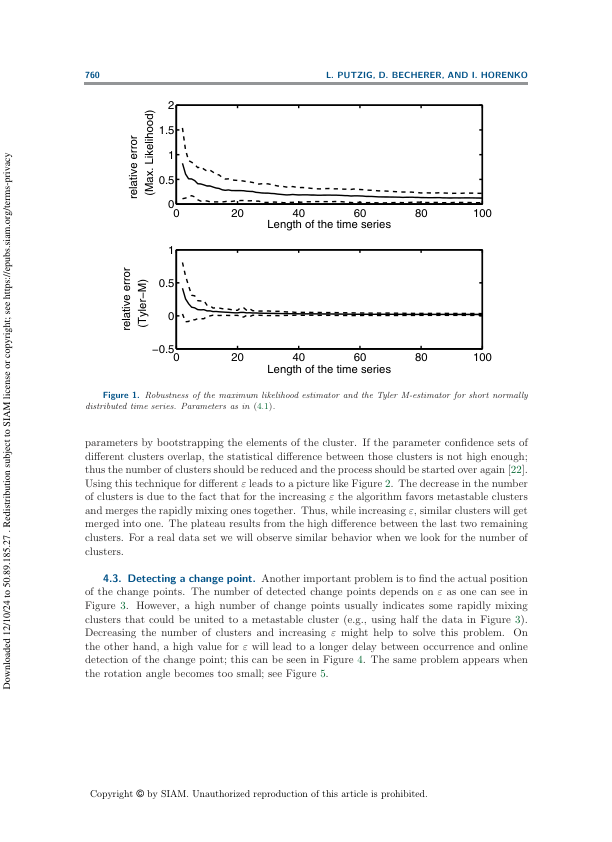 760
L. PUTZIG, D. BECHERER, AND I. HORENKO
2
1.5
1
0.5
0
relative error
(Max. Likelihood)
0 20 40 60 80 100
Length of the time series
1
0.5
0
−0.5
relative error
(Tyler−M)
0 20 40 60 80 100
Length of the time series
Figure 1. Robustness of the maximum likelihood estimator and the Tyler M-estimator for short normally
distributed time series. Parameters as in (4.1).
parameters by bootstrapping the elements of the cluster. If the parameter confidence sets of
different clusters overlap, the statistical difference between those clusters is not high enough;
thus the number of clusters should be reduced and the process should be started over again [22].
Using this technique for different ε leads to a picture like Figure 2. The decrease in the number
of clusters is due to the fact that for the increasing ε the algorithm favors metastable clusters
and merges the rapidly mixing ones together. Thus, while increasing ε, similar clusters will get
merged into one. The plateau results from the high difference between the last two remaining
clusters. For a real data set we will observe similar behavior when we look for the number of
clusters.
4.3. Detecting a change point. Another important problem is to find the actual position
of the change points. The number of detected change points depends on ε as one can see in
Figure 3. However, a high number of change points usually indicates some rapidly mixing
clusters that could be united to a metastable cluster (e.g., using half the data in Figure 3).
Decreasing the number of clusters and increasing ε might help to solve this problem. On
the other hand, a high value for ε will lead to a longer delay between occurrence and online
detection of the change point; this can be seen in Figure 4. The same problem appears when
the rotation angle becomes too small; see Figure 5.
Copyright © by SIAM. Unauthorized reproduction of this article is prohibited.
Downloaded 12/10/24 to 50.89.185.27 . Redistribution subject to SIAM license or copyright; see https://epubs.siam.org/terms-privacy